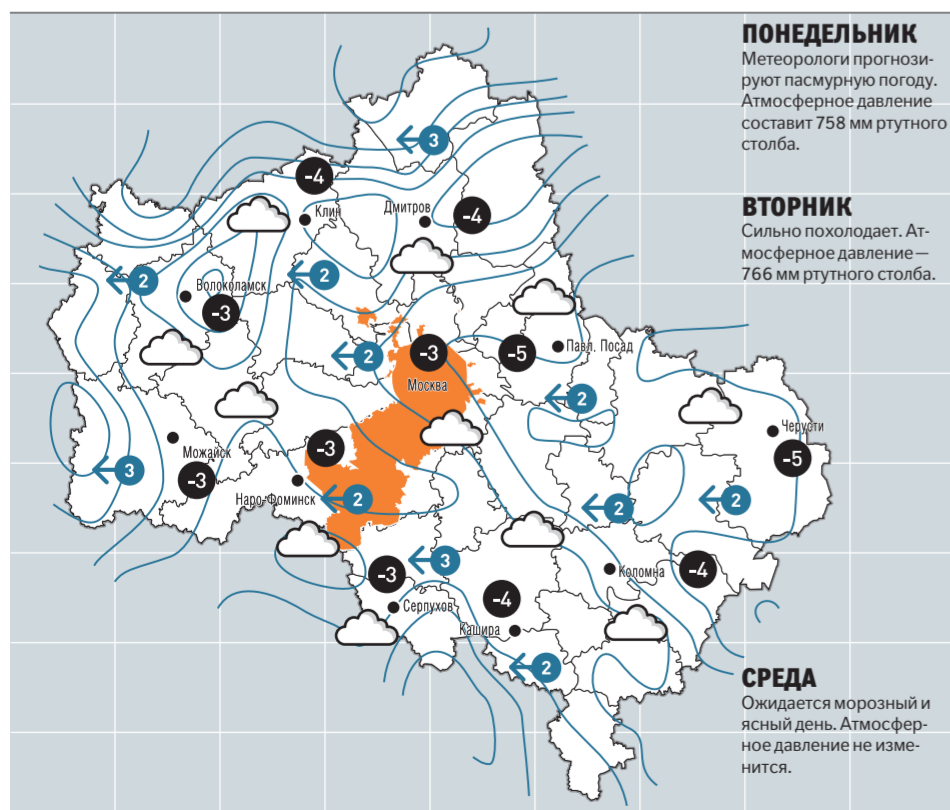 ПОНЕДЕЛЬНИК
Метеорологи прогнози-
руют пасмурную погоду.
Атмосферное давление
составит 758 мм ртутного
столба.
ВТОРНИК
Сильно похолодает. Ат-
мосферное давление —
766 мм ртутного столба.
СРЕДА
Ожидается морозный и
ясный день. Атмосфер-
ное давление не изме-
нится.
3
-4
Клин
Дмитров
-4
2
2
Волоколамск
-3
2
-3
Москва
-5
Павл. Посад
2
Черусти
-5
Можайск
3
-3
-3
Наро-Фоминск
2
2
2
3
-3
Серпухов
-4
Кашира
Коломна
-4
2